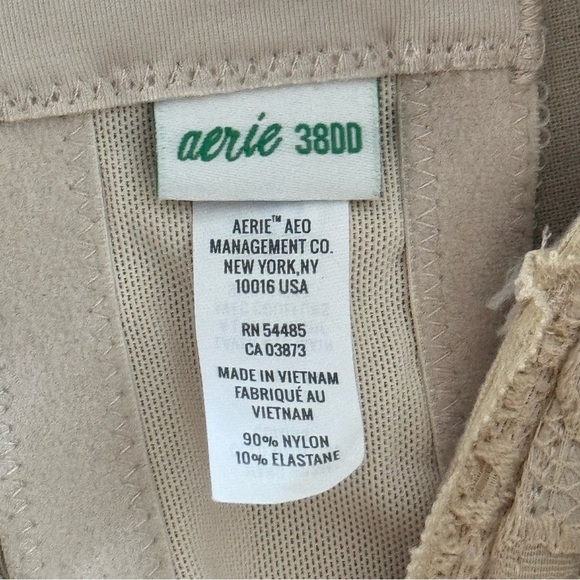 aerie 38DD
AERIE™ AEO
MANAGEMENT CO.
NEW YORK,NY
10016 USA
RN 54485
CA 03873
MADE IN VIETNAM
FABRIQUÉ AU
VIETNAM
90% NYLON
10% ELASTANE